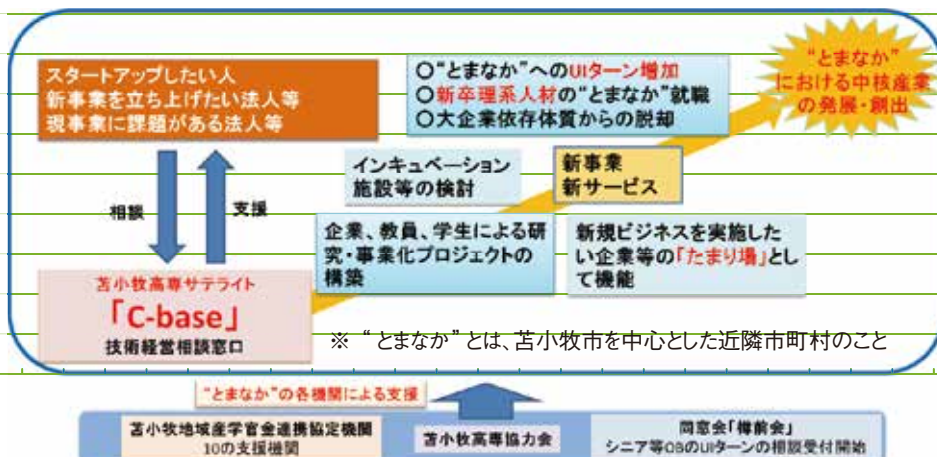 スタートアップしたい人
新事業を立ち上げたい法人等
現事業に課題がある法人等
〇“とまなか”へのUIターン増加
〇新卒理系人材の“とまなか”就職
〇大企業依存体質からの脱却
“とまなか”
における中核産業
の発展・創出
相談
支援
インキュベーション
施設等の検討
新事業
新サービス
企業、教員、学生による研
究・事業化プロジェクトの
構築
新規ビジネスを実施した
い企業等の「たまり場」とし
て機能
苫小牧高専サテライト
「C-base」
技術経営相談窓口
※ “とまなか”とは、苫小牧市を中心とした近隣市町村のこと
“とまなか”の各機関による支援
苫小牧地域産学官金連携協定機関
10の支援機関
苫小牧高専協力会
同窓会「樽前会」
シニア等OBのUIターンの相談受付開始